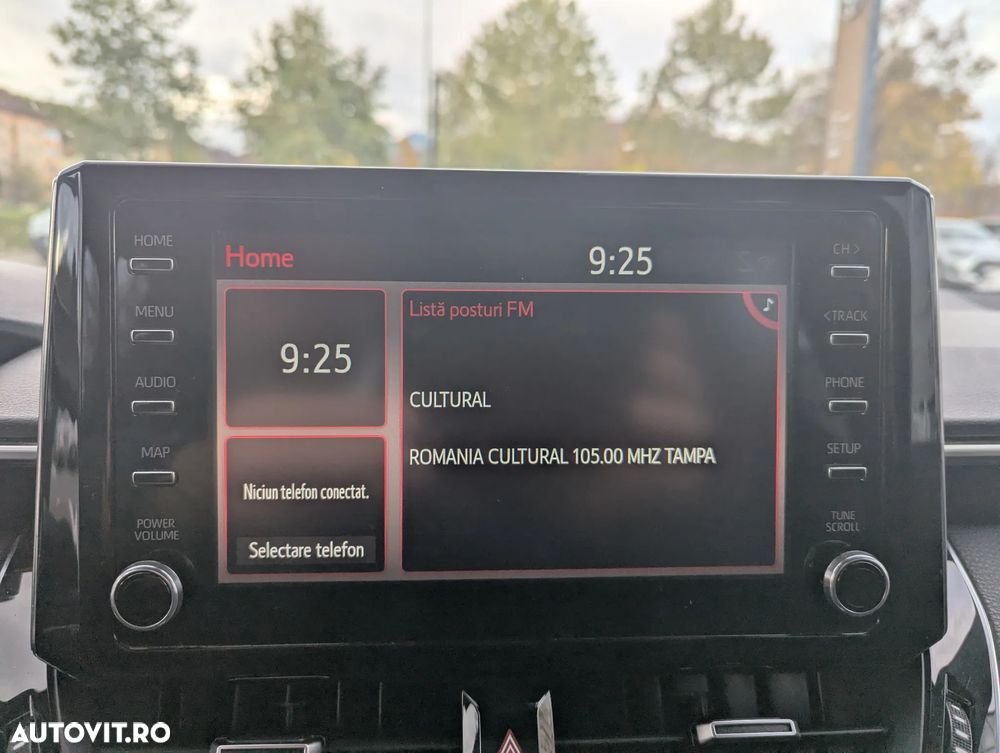 HOME
MENU
AUDIO
MAP
POWER
VOLUME
Home
9:25
9:25
Niciun telefon conectat.
Selectare telefon
Listă posturi FM
CULTURAL
ROMANIA CULTURAL 105.00 MHZ TAMPA
CH >
< TRACK
PHONE
SETUP
TUNE
SCROLL
AUTOVIT.RO